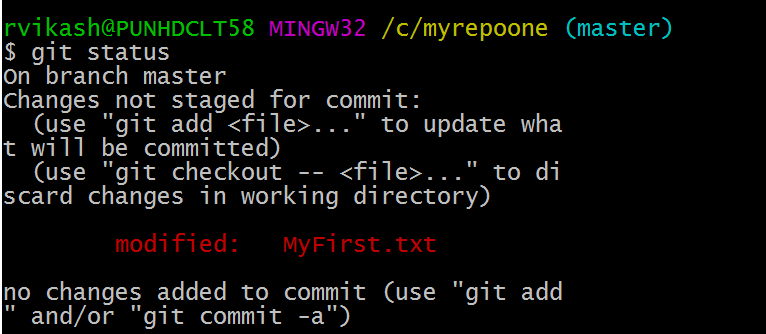 rvikash@PUNHDCLT58 MINGW32 /c/myrepoone (master)
$ git status
On branch master
Changes not staged for commit:
  (use "git add <file>..." to update wha
t will be committed)
  (use "git checkout -- <file>..." to di
scard changes in working directory)

        modified:   MyFirst.txt

no changes added to commit (use "git add
" and/or "git commit -a")